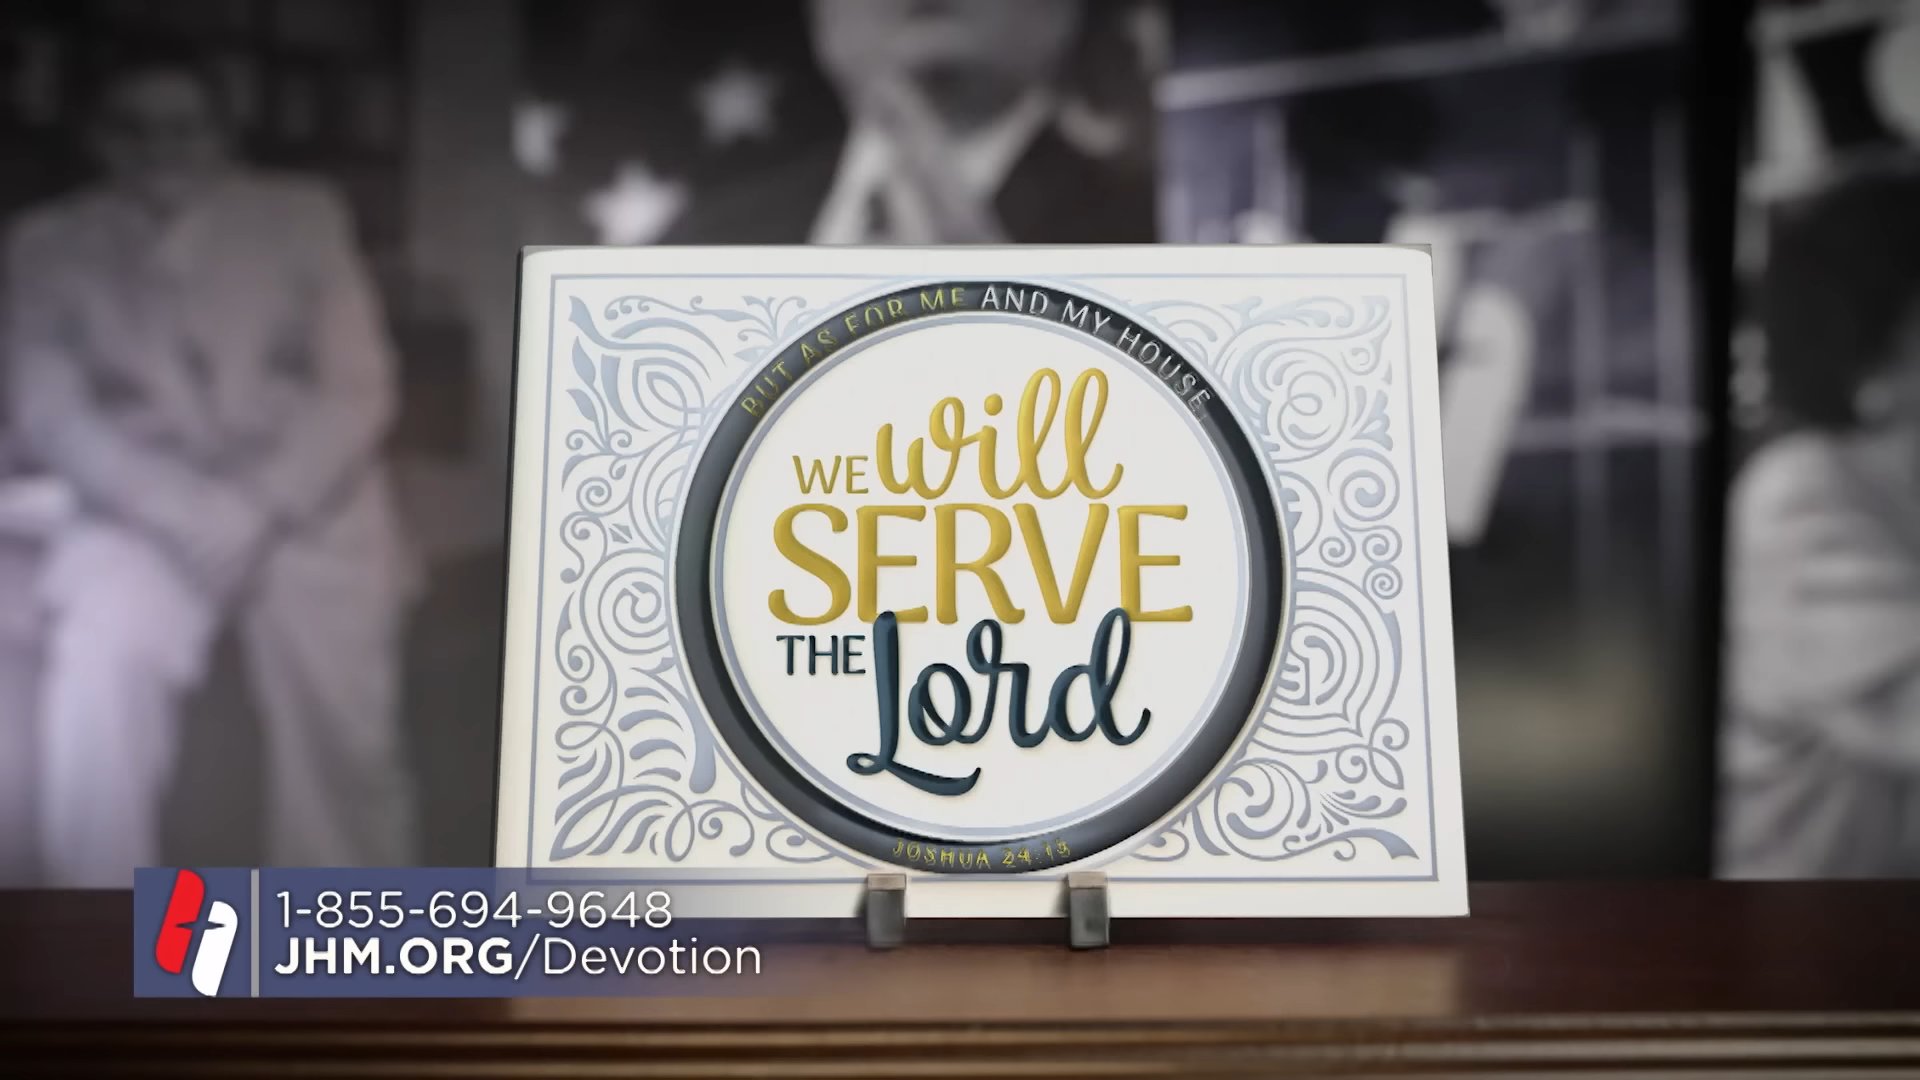 BUT AS FOR ME AND MY HOUSE,
WE will
SERVE
THE Lord
JOSHUA 24:15
1-855-694-9648
JHM.ORG/Devotion